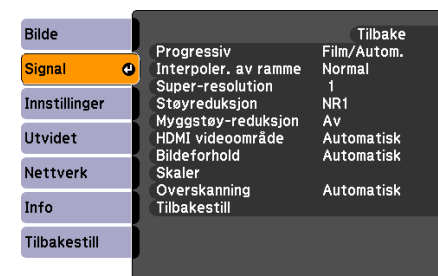 Bilde
Signal
Innstillinger
Utvidet
Nettverk
Info
Tilbakestill
Tilbake
Progressiv Film/Autom.
Interpoler. av ramme Normal
Super-resolution 1
Støyreduksjon NR1
Myggstøy-reduksjon Av
HDMI videoområde Automatisk
Bildeforhold Automatisk
Skaler
Overskanning Automatisk
Tilbakestill